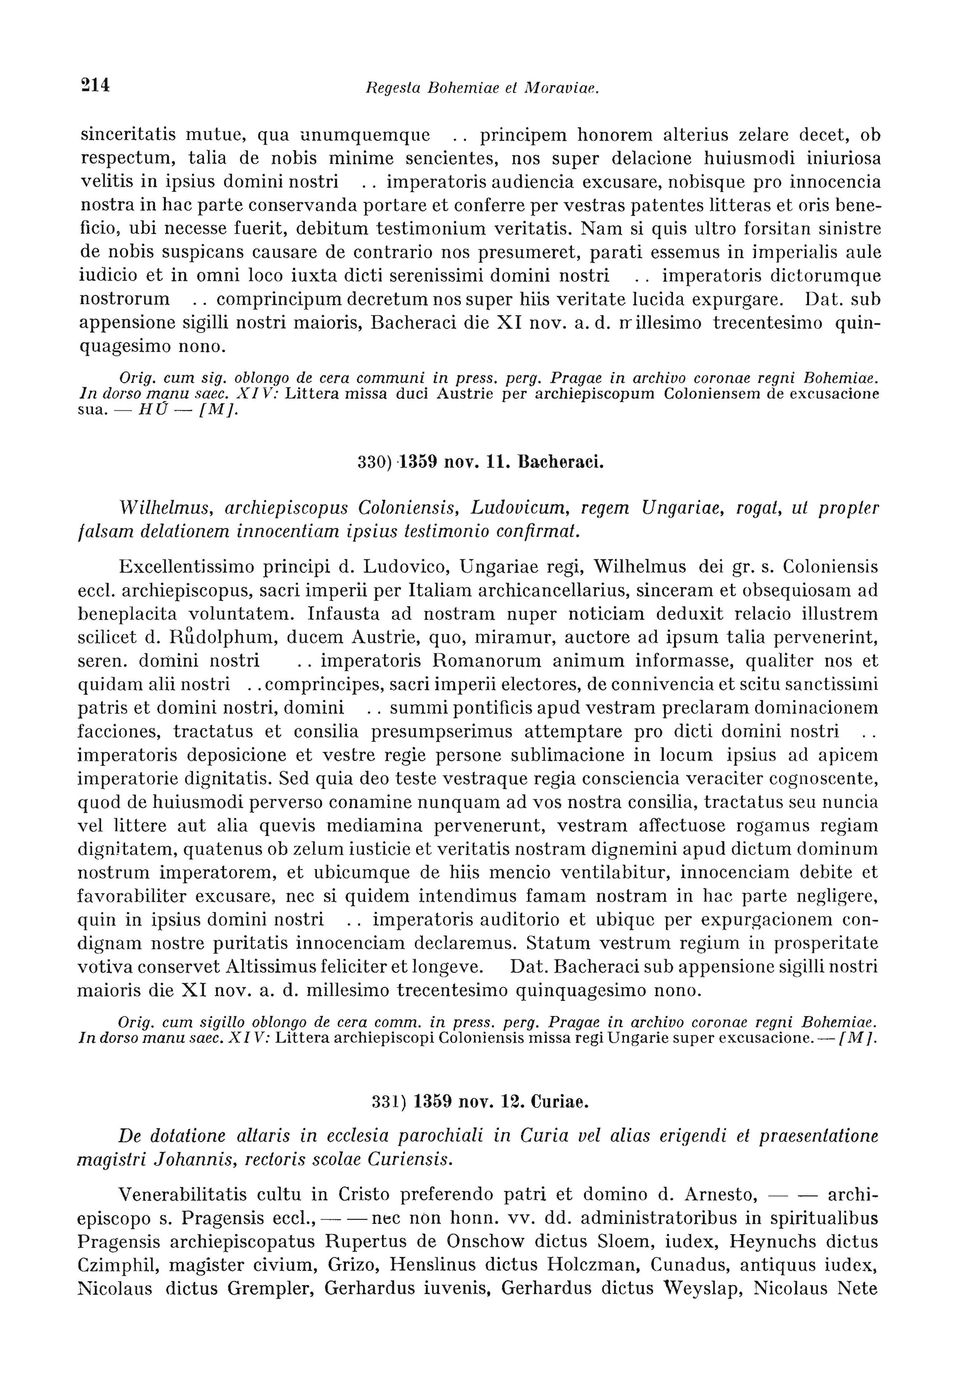 214 Regesta Bohemiae et Moraviae.
sinceritatis mutue, qua unumquemque . . principem honorem alterius zelare decet, ob
respectum, talia de nobis minime sencientes, nos super delacione huiusmodi iniuriosa
velitis in ipsius domini nostri . . imperatoris audiencia excusare, nobisque pro innocencia
nostra in hac parte conservanda portare et conferre per vestras patentes litteras et oris bene-
ficio, ubi necesse fuerit, debitum testimonium veritatis. Nam si quis ultro forsitan sinistre
de nobis suspicans causare de contrario nos presumeret, parati essemus in imperialis aule
iudicio et in omni loco iuxta dicti serenissimi domini nostri . . imperatoris dictorumque
nostrorum . . comprincipum decretum nos super hiis veritate lucida expurgare. Dat. sub
appensione sigilli nostri maioris, Bacheraci die XI nov. a. d. millesimo trecentesimo quin-
quagesimo nono.
Orig. cum sig. oblongo de cera communi in press. perg. Pragae in archivo coronae regni Bohemiae.
In dorso manu saec. XIV: Littera missa duci Austrie per archiepiscopum Coloniensem de excusacione
sua. — HÚ — [M].
330) 1359 nov. 11. Bacheraci.
Wilhelmus, archiepiscopus Coloniensis, Ludovicum, regem Ungariae, rogat, ut propter
falsam delationem innocentiam ipsius testimonio confirmat.
Excellentissimo principi d. Ludovico, Ungariae regi, Wilhelmus dei gr. s. Coloniensis
eccl. archiepiscopus, sacri imperii per Italiam archicancellarius, sinceram et obsequiosam ad
beneplacita voluntatem. Infausta ad nostram nuper noticiam deduxit relacio illustrem
scilicet d. Růdolphum, ducem Austrie, quo, miramur, auctore ad ipsum talia pervenerint,
seren. domini nostri . . imperatoris Romanorum animum informasse, qualiter nos et
quidam alii nostri . . comprincipes, sacri imperii electores, de connivencia et scitu sanctissimi
patris et domini nostri, domini . . summi pontificis apud vestram preclaram dominacionem
facciones, tractatus et consilia presumpserimus attemptare pro dicti domini nostri . .
imperatoris deposicione et vestre regie persone sublimacione in locum ipsius ad apicem
imperatorie dignitatis. Sed quia deo teste vestraque regia consciencia veraciter cognoscente,
quod de huiusmodi perverso conamine nunquam ad vos nostra consilia, tractatus seu nuncia
vel littere aut alia quevis mediamina pervenerunt, vestram affectuose rogamus regiam
dignitatem, quatenus ob zelum iusticie et veritatis nostram dignemini apud dictum dominum
nostrum imperatorem, et ubicumque de hiis mencio ventilabitur, innocenciam debite et
favorabiliter excusare, nec si quidem intendimus famam nostram in hac parte negligere,
quin in ipsius domini nostri . . imperatoris auditorio et ubique per expurgacionem con-
dignam nostre puritatis innocenciam declaremus. Statum vestrum regium in prosperitate
votiva conservet Altissimus feliciter et longeve. Dat. Bacheraci sub appensione sigilli nostri
maioris die XI nov. a. d. millesimo trecentesimo quinquagesimo nono.
Orig. cum sigillo oblongo de cera comm. in press. perg. Pragae in archivo coronae regni Bohemiae.
In dorso manu saec. XIV: Littera archiepiscopi Coloniensis missa regi Ungarie super excusacione. — [M].
331) 1359 nov. 12. Curiae.
De dotatione altaris in ecclesia parochiali in Curia vel alias erigendi et praesentatione
magistri Johannis, rectoris scolae Curiensis.
Venerabilitatis cultu in Cristo preferendo patri et domino d. Arnesto, — — archi-
episcopo s. Pragensis eccl., — — nec non honn. vv. dd. administratoribus in spiritualibus
Pragensis archiepiscopatus Rupertus de Onschow dictus Sloem, iudex, Heynuchs dictus
Czimphil, magister civium, Grizo, Henslinus dictus Holczman, Cunadus, antiquus iudex,
Nicolaus dictus Grempler, Gerhardus iuvenis, Gerhardus dictus Weyslap, Nicolaus Nete